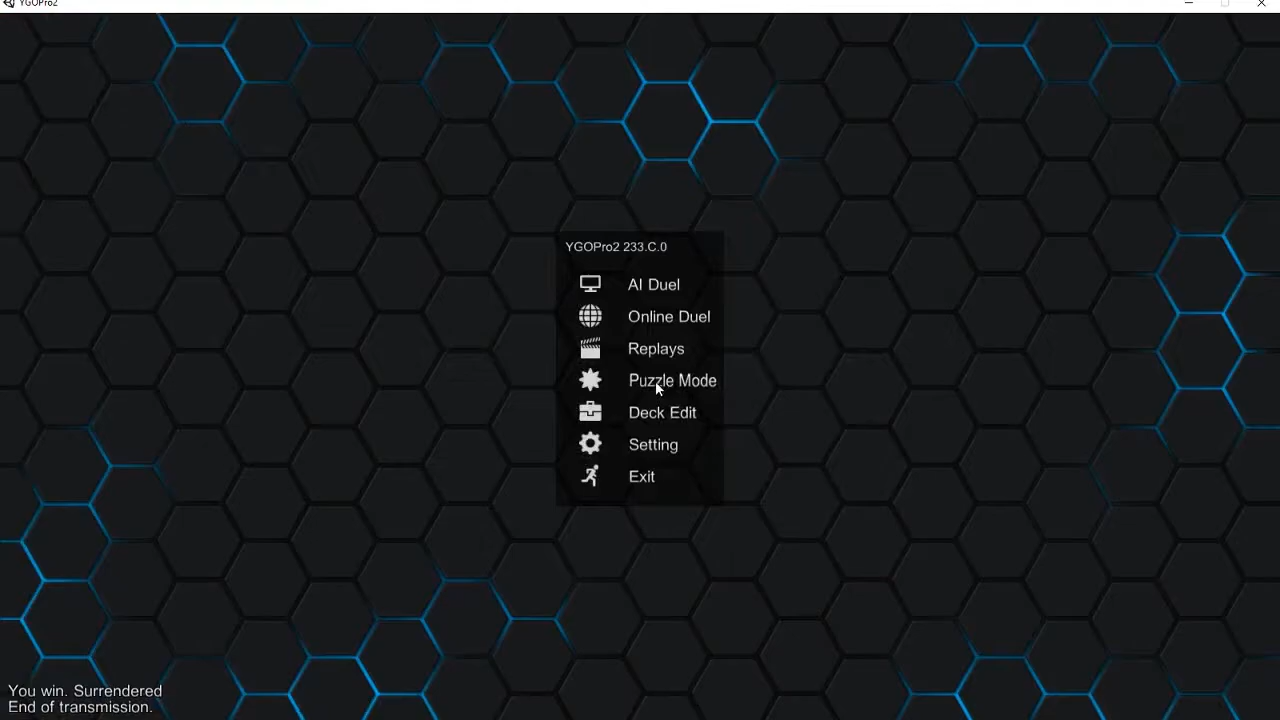 YGOPro2
YGOPro2 233.C.0
AI Duel
Online Duel
Replays
Puzzle Mode
Deck Edit
Setting
Exit
You win. Surrendered
End of transmission.